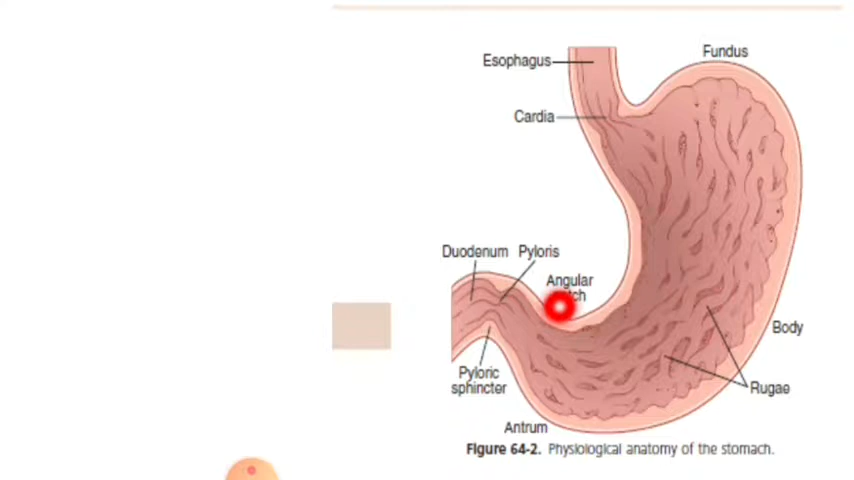 Fundus
Esophagus
Cardia
Duodenum
Pyloris
Angular
Body
Pyloric
sphincter
Rugae
Antrum
Figure 64-2. Physiological anatomy of the stomach.